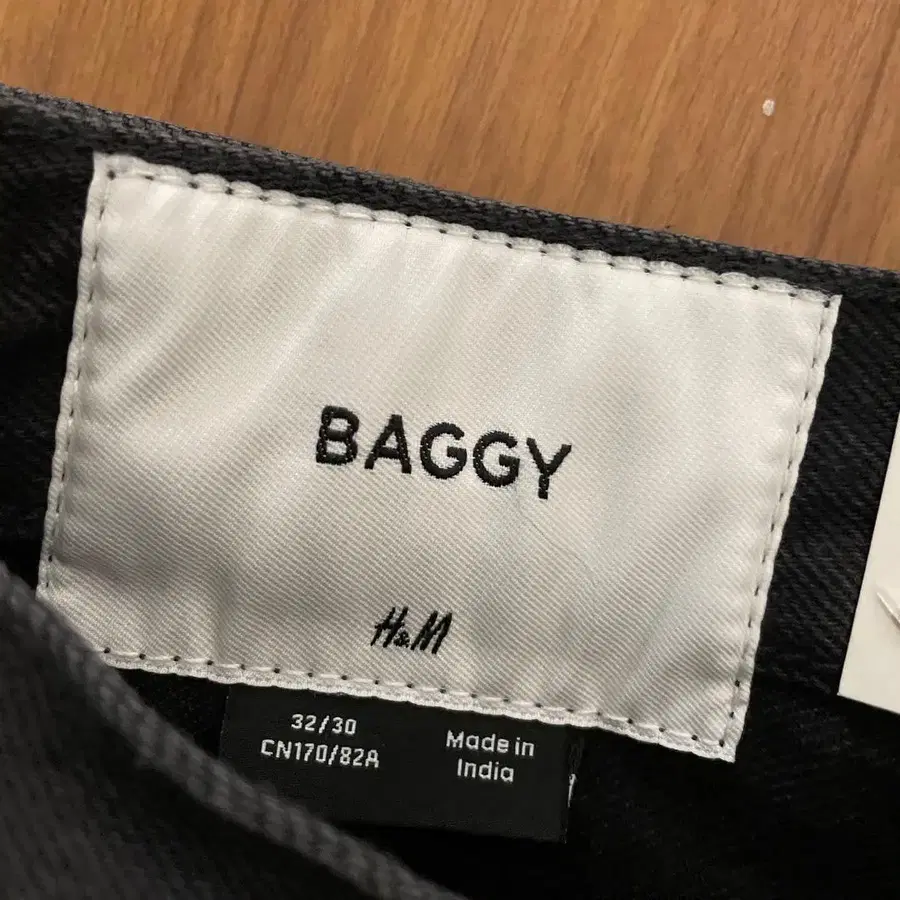 BAGGY
H&M
32/30
CN170/82A
Made in
India